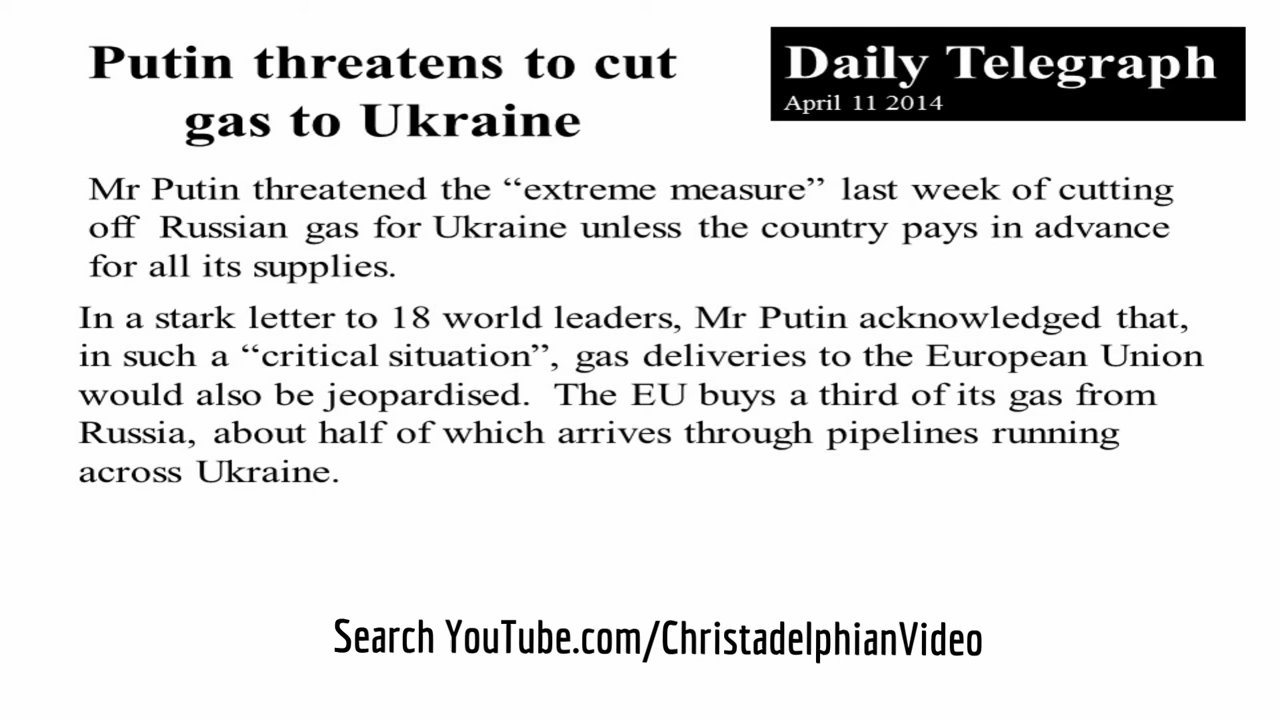 Putin threatens to cut
gas to Ukraine
Daily Telegraph
April 11 2014
Mr Putin threatened the “extreme measure” last week of cutting
off Russian gas for Ukraine unless the country pays in advance
for all its supplies.
In a stark letter to 18 world leaders, Mr Putin acknowledged that,
in such a “critical situation”, gas deliveries to the European Union
would also be jeopardised. The EU buys a third of its gas from
Russia, about half of which arrives through pipelines running
across Ukraine.
Search YouTube.com/ChristadelphianVideo